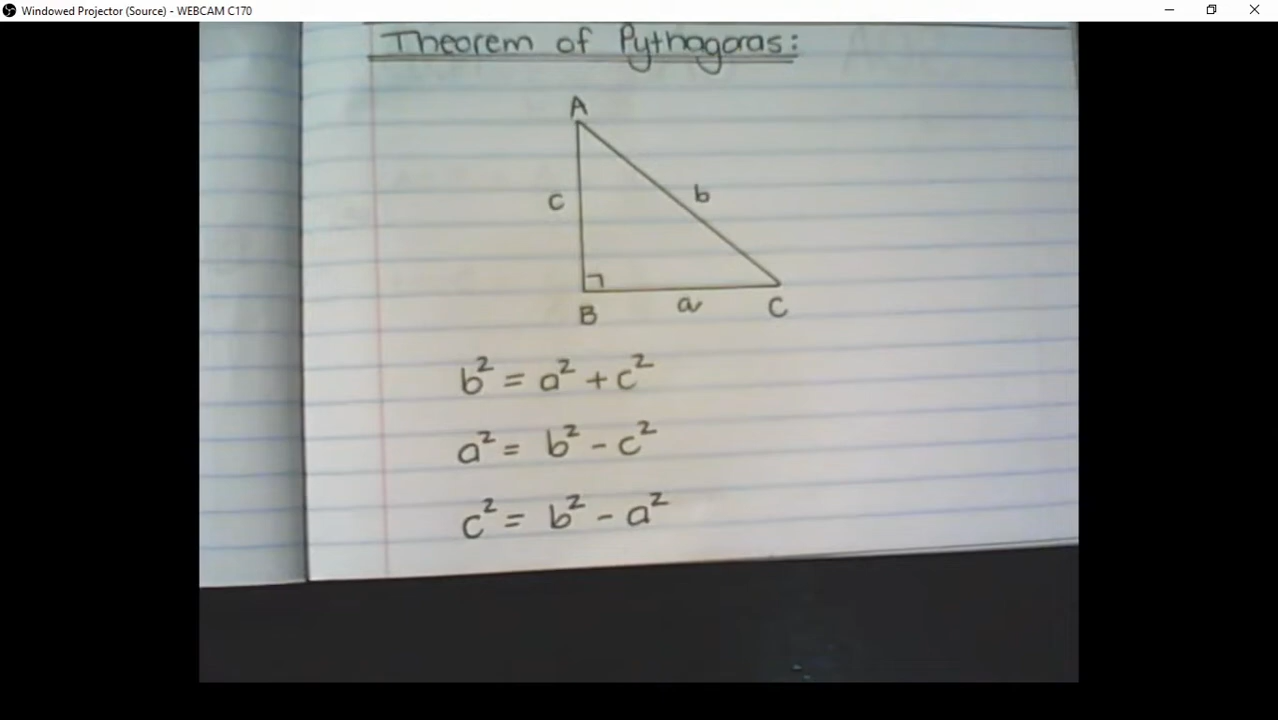 Windowed Projector (Source) - WEBCAM C170
Theorem of Pythagoras:
A
c b
B a C
b² = a² + c²
a² = b² - c²
c² = b² - a²